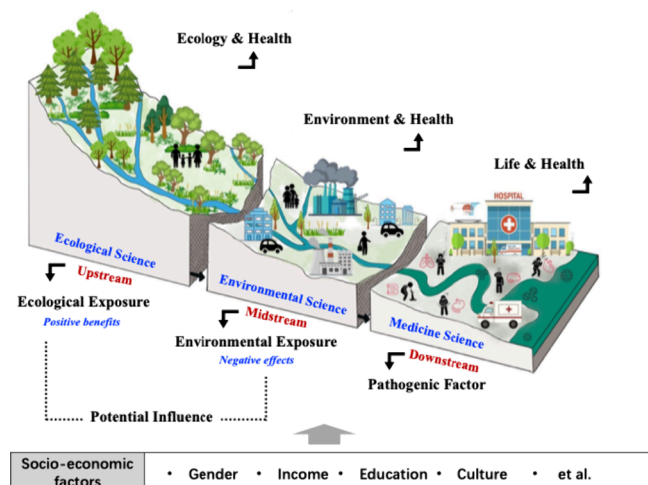 Ecology & Health
Environment & Health
Life & Health
HOSPITAL
Ecological Science
Upstream
Ecological Exposure
Positive benefits
Environmental Science
Midstream
Environmental Exposure
Negative effects
Medicine Science
Downstream
Pathogenic Factor
Potential Influence
Socio-economic
factors
• Gender • Income • Education • Culture • et al.